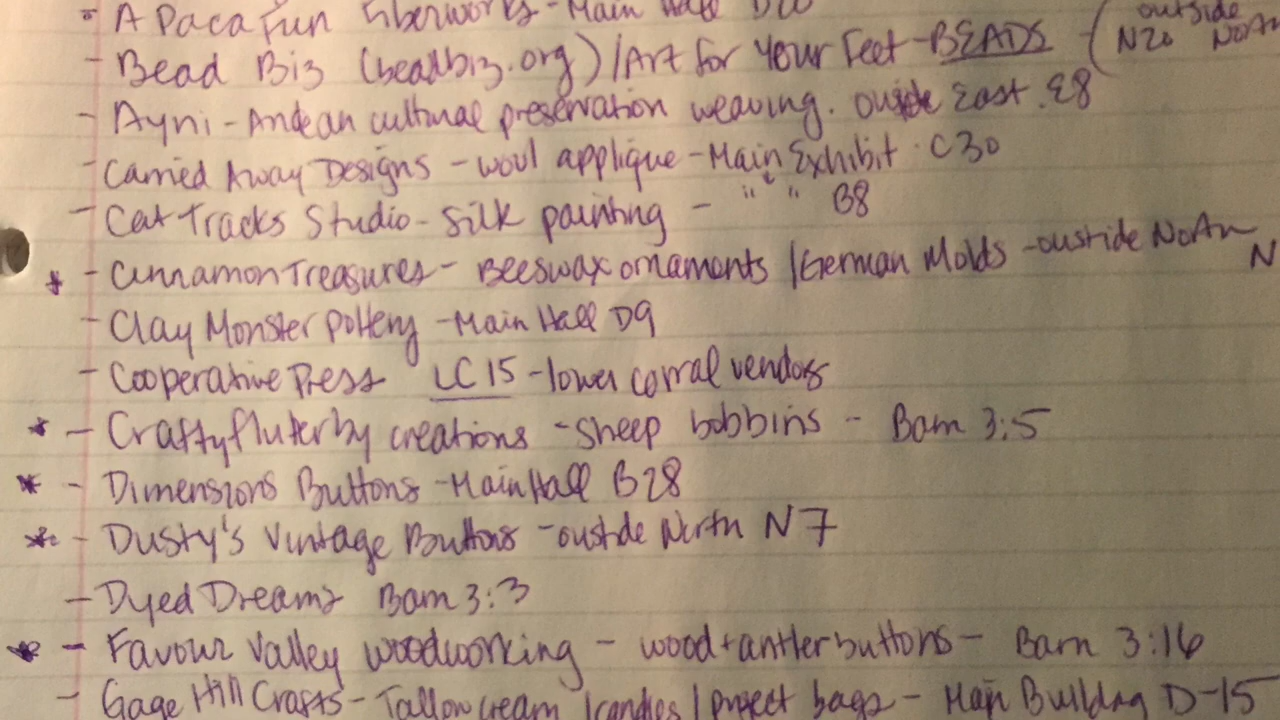 - A Paca Fun Fiberworks - Main Hall D20
- Bead Biz (beadbiz.org) / Art for Your Feet - BEADS - (outside
N20 North
- Ayni - Andean cultural preservation weaving. outside East. E8
- Carried Away Designs - wool applique - Main Exhibit. C30
- Cat Tracks Studio - Silk painting - " " B8
* - Cinnamon Treasures - Beeswax ornaments / German Molds - oustide North
N
- Clay Monster Pottery - Main Hall D9
- Cooperative Press LC15 - lower corral vendors
* - Craftyfluterby creations - sheep bobbins - Barn 3:5
* - Dimensions Buttons - Main Hall B28
* - Dusty's Vintage Buttons - oustide North N7
- Dyed Dreamz Barn 3:3
* - Favour Valley woodworking - wood + antler buttons - Barn 3:16
- Gage Hill Crafts - Tallow cream / candles / project bags - Main Building D-15